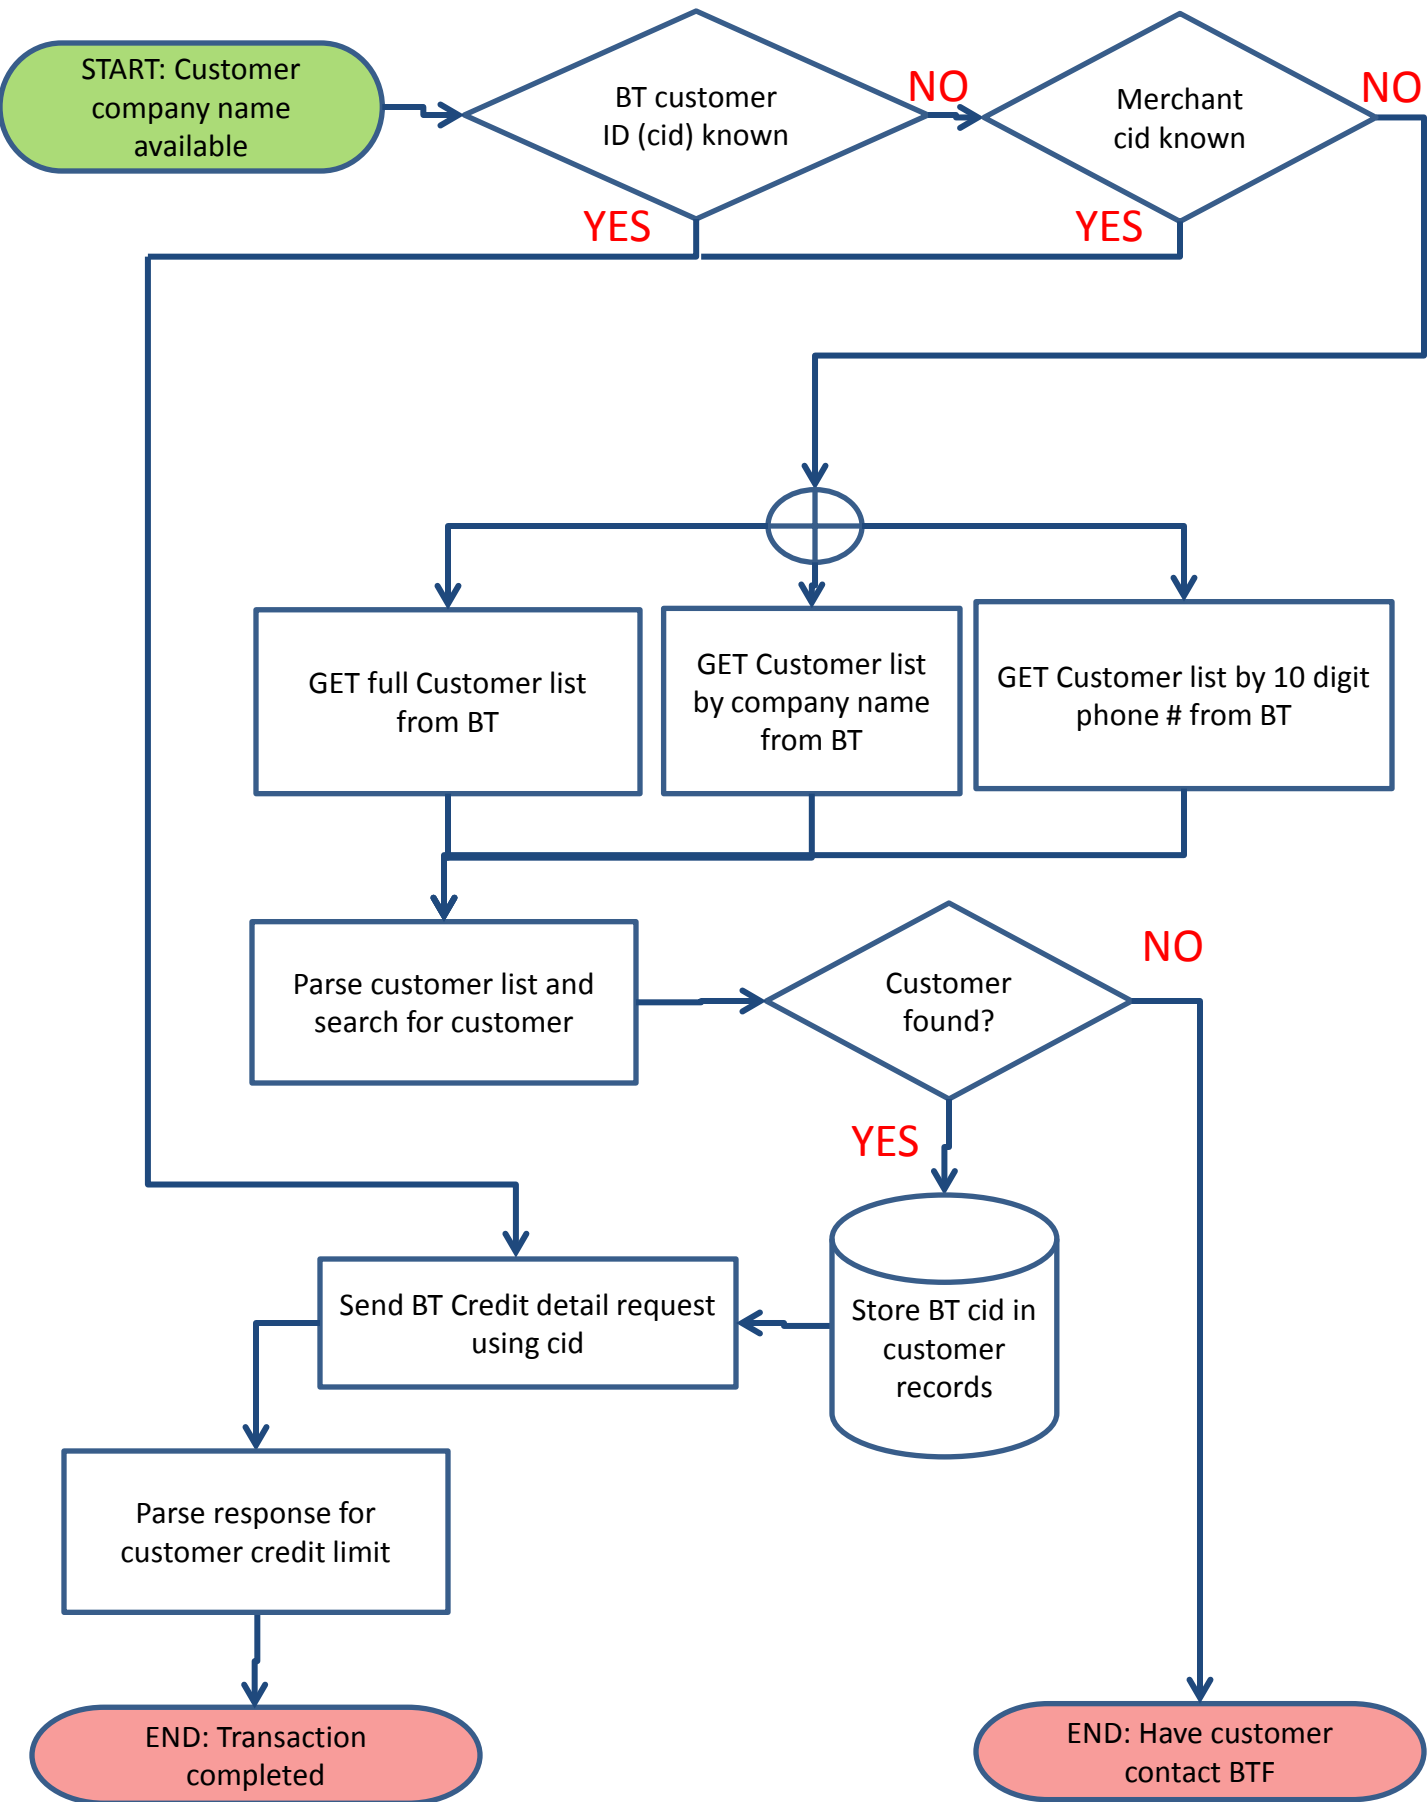 START: Customer
company name
available
BT customer
ID (cid) known
NO
Merchant
cid known
NO
YES
YES
GET full Customer list
from BT
GET Customer list
by company name
from BT
GET Customer list by 10 digit
phone # from BT
Parse customer list and
search for customer
Customer
found?
NO
YES
Send BT Credit detail request
using cid
Store BT cid in
customer
records
Parse response for
customer credit limit
END: Transaction
completed
END: Have customer
contact BTF